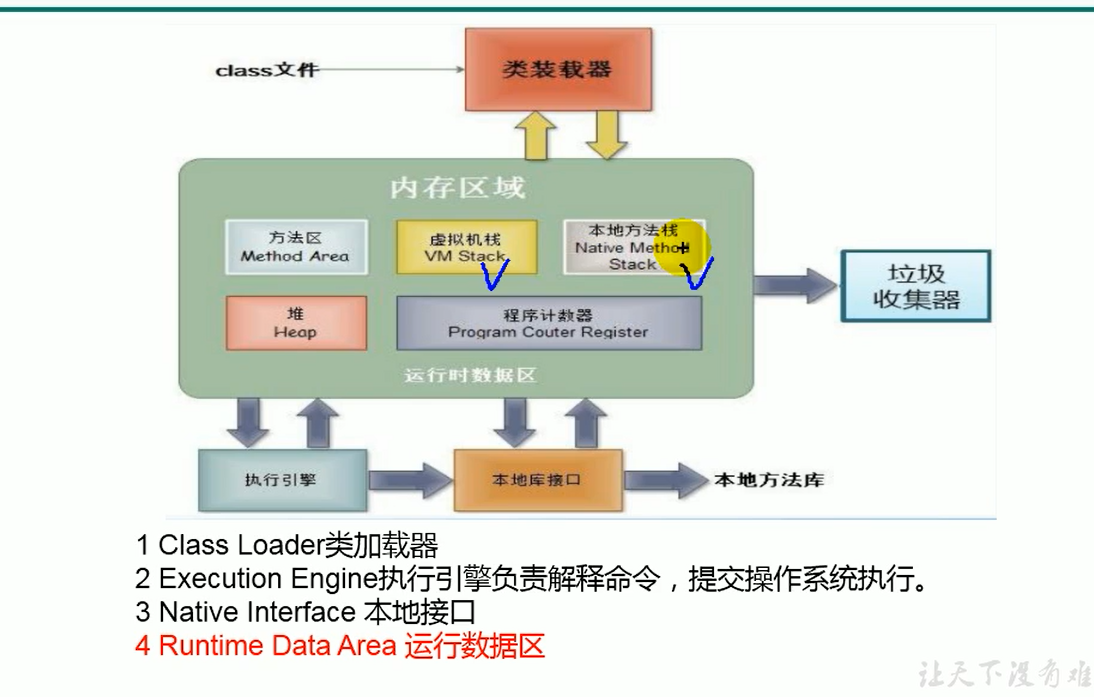 class文件
类装载器
内存区域
方法区
Method Area
虚拟机栈
VM Stack
本地方法栈
Native Method
Stack
堆
Heap
程序计数器
Program Couter Register
运行时数据区
垃圾
收集器
执行引擎
本地库接口
本地方法库
1 Class Loader类加载器
2 Execution Engine执行引擎负责解释命令，提交操作系统执行。
3 Native Interface 本地接口
4 Runtime Data Area 运行数据区
让天下没有难